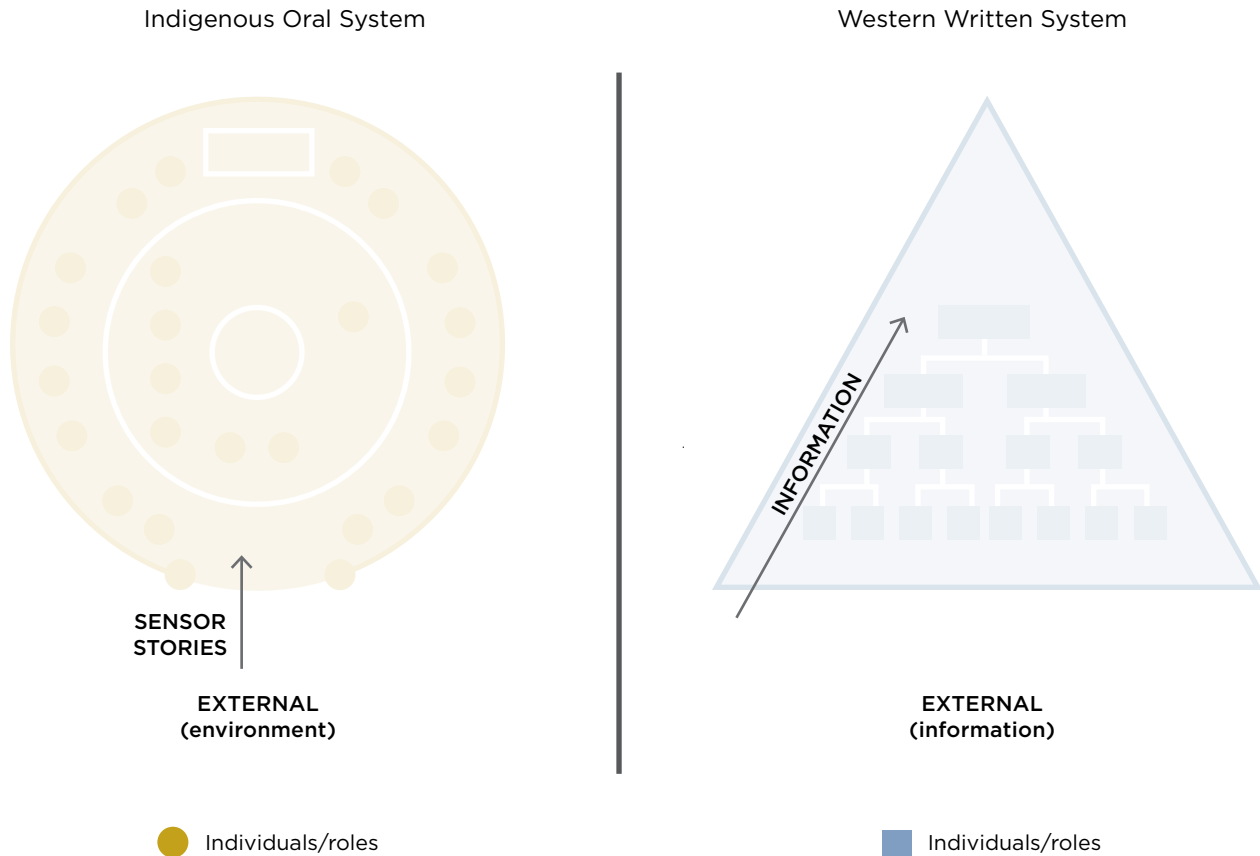 Indigenous Oral System
Western Written System
INFORMATION
SENSOR
STORIES
EXTERNAL
(environment)
EXTERNAL
(information)
Individuals/roles
Individuals/roles